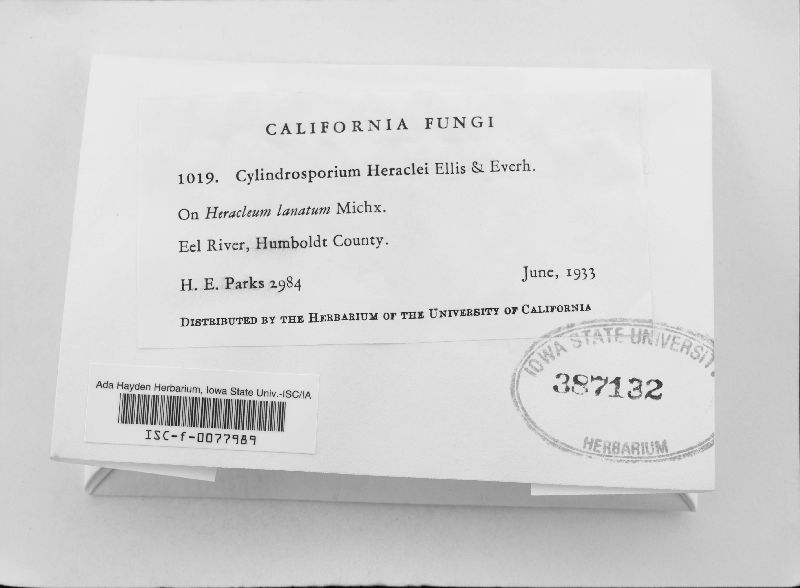 CALIFORNIA FUNGI
1019. Cylindrosporium Heraclei Ellis & Everh.
On Heracleum lanatum Michx.
Eel River, Humboldt County.
H. E. Parks 2984 June, 1933
DISTRIBUTED BY THE HERBARIUM OF THE UNIVERSITY OF CALIFORNIA
IOWA STATE UNIVERSITY
387132
HERBARIUM
Ada Hayden Herbarium, Iowa State Univ.-ISC/IA
ISC-f-0077989